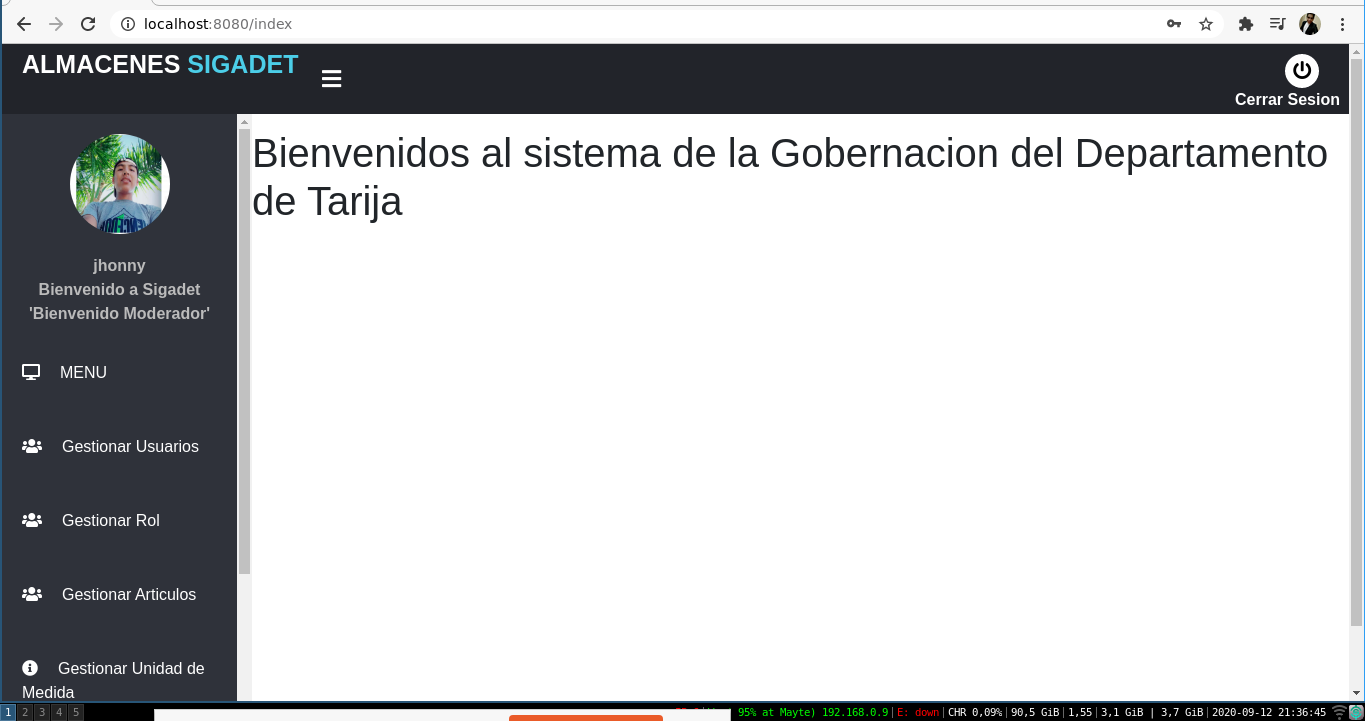 localhost:8080/index
ALMACENES SIGADET
Cerrar Sesion
jhonny
Bienvenido a Sigadet
'Bienvenido Moderador'
MENU
Gestionar Usuarios
Gestionar Rol
Gestionar Articulos
Gestionar Unidad de
Medida
Bienvenidos al sistema de la Gobernacion del Departamento
de Tarija
1 2 3 4 5
95% at Mayte) 192.168.0.9 | E: down | CHR 0,09% | 90,5 GiB | 1,55 | 3,1 GiB | 3,7 GiB | 2020-09-12 21:36:45